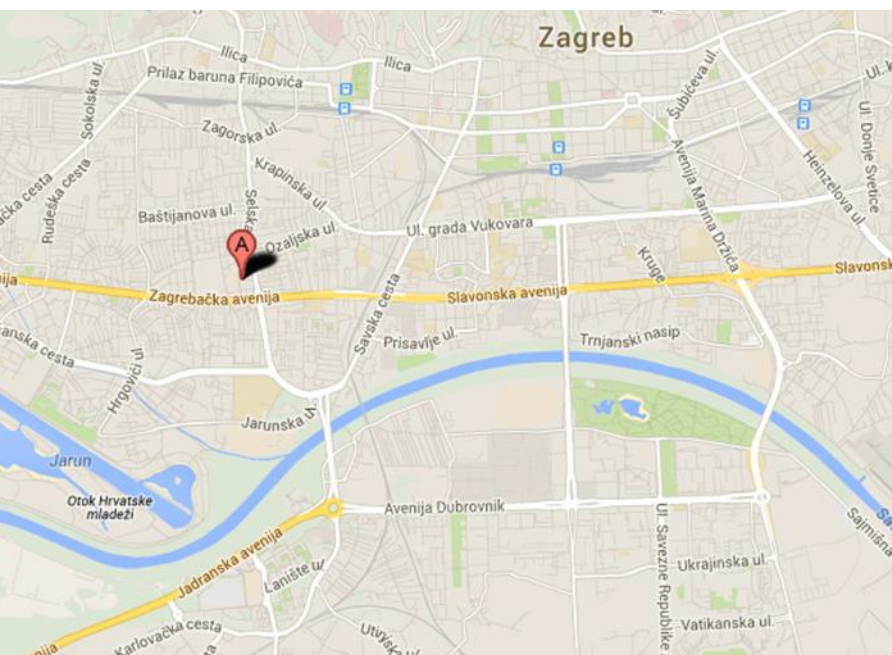 Zagreb
Ilica
Ilica
Prilaz baruna Filipovića
Sokolska ul.
Šubićeva ul.
Zagorska ul.
Ul. Donje Svetice
Heinzelova ul.
Krapinska ul.
Rudeška cesta
Selska
Avenija Marina Držića
Baštijanova ul.
Ozaljska ul.
Ul. grada Vukovara
A
Kruge
Slavonsk
Zagrebačka avenija
Slavonska avenija
Savska cesta
Prisavlje ul.
Trnjanski nasip
anska cesta
Hrgovići ul.
Jarunska ul.
Jarun
Otok Hrvatske
mladeži
Avenija Dubrovnik
Jadranska avenija
Lanište ul.
Ul. Savezne Republike
Sajmišna
Ukrajinska ul.
Karlovačka cesta
Vatikanska ul.